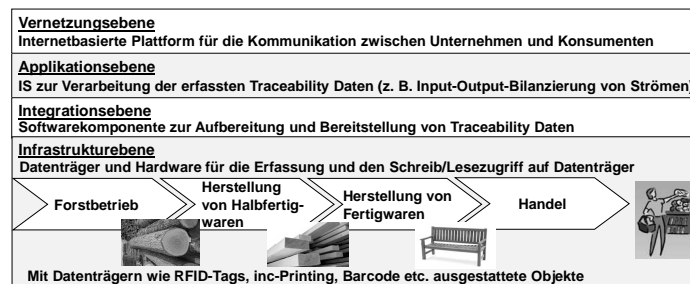 Vernetzungsebene
Internetbasierte Plattform für die Kommunikation zwischen Unternehmen und Konsumenten
Applikationsebene
IS zur Verarbeitung der erfassten Traceability Daten (z. B. Input-Output-Bilanzierung von Strömen)
Integrationsebene
Softwarekomponente zur Aufbereitung und Bereitstellung von Traceability Daten
Infrastrukturebene
Datenträger und Hardware für die Erfassung und den Schreib/Lesezugriff auf Datenträger
Forstbetrieb
Herstellung
von Halbfertig-
waren
Herstellung von
Fertigwaren
Handel
Mit Datenträgern wie RFID-Tags, inc-Printing, Barcode etc. ausgestattete Objekte